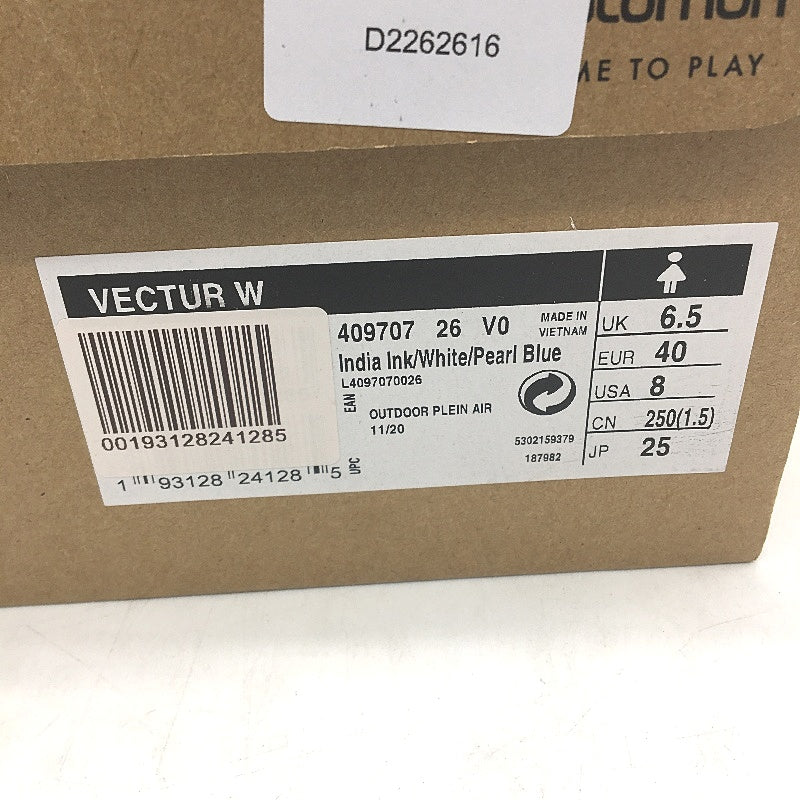 D2262616
TO PLAY
VECTUR W
409707 26 V0
MADE IN
VIETNAM
India Ink/White/Pearl Blue
L4097070026
EAN
OUTDOOR PLEIN AIR
11/20
5302159379
187982
00193128241285
1 93128 24128 5
UPC
UK 6.5
EUR 40
USA 8
CN 250(1.5)
JP 25